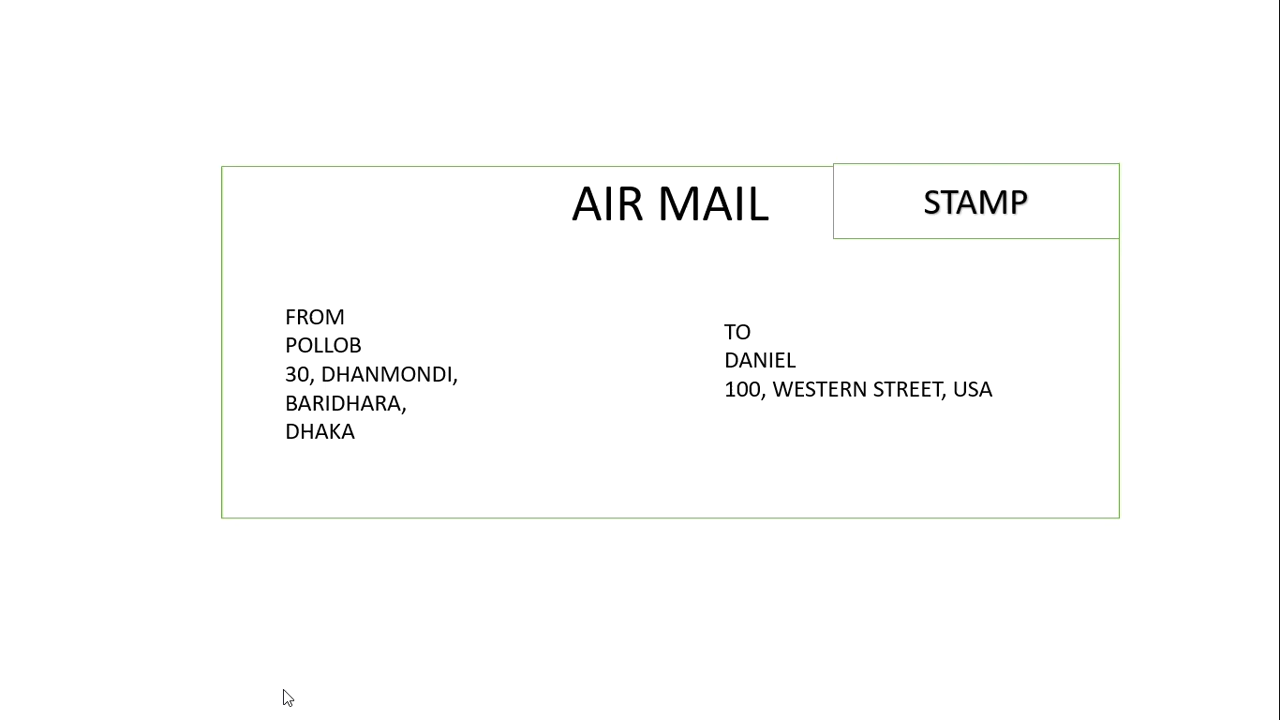 AIR MAIL
STAMP
FROM
POLLOB
30, DHANMONDI,
BARIDHARA,
DHAKA
TO
DANIEL
100, WESTERN STREET, USA